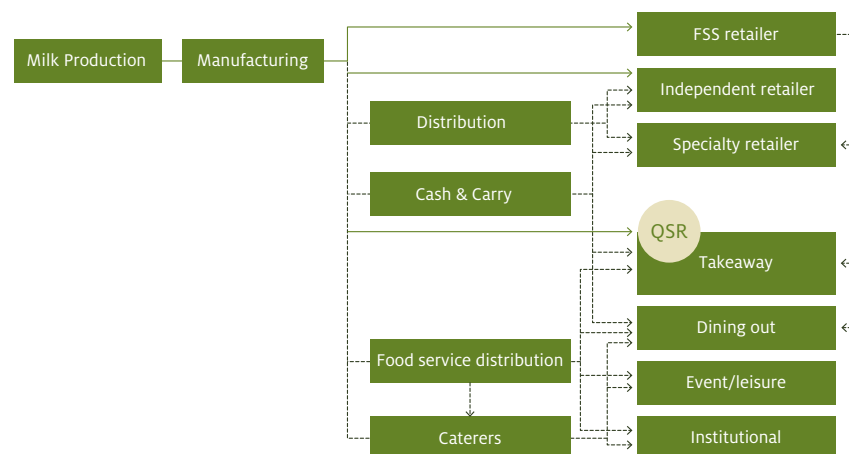 Milk Production
Manufacturing
FSS retailer
Independent retailer
Distribution
Specialty retailer
Cash & Carry
QSR
Takeaway
Dining out
Food service distribution
Event/leisure
Caterers
Institutional